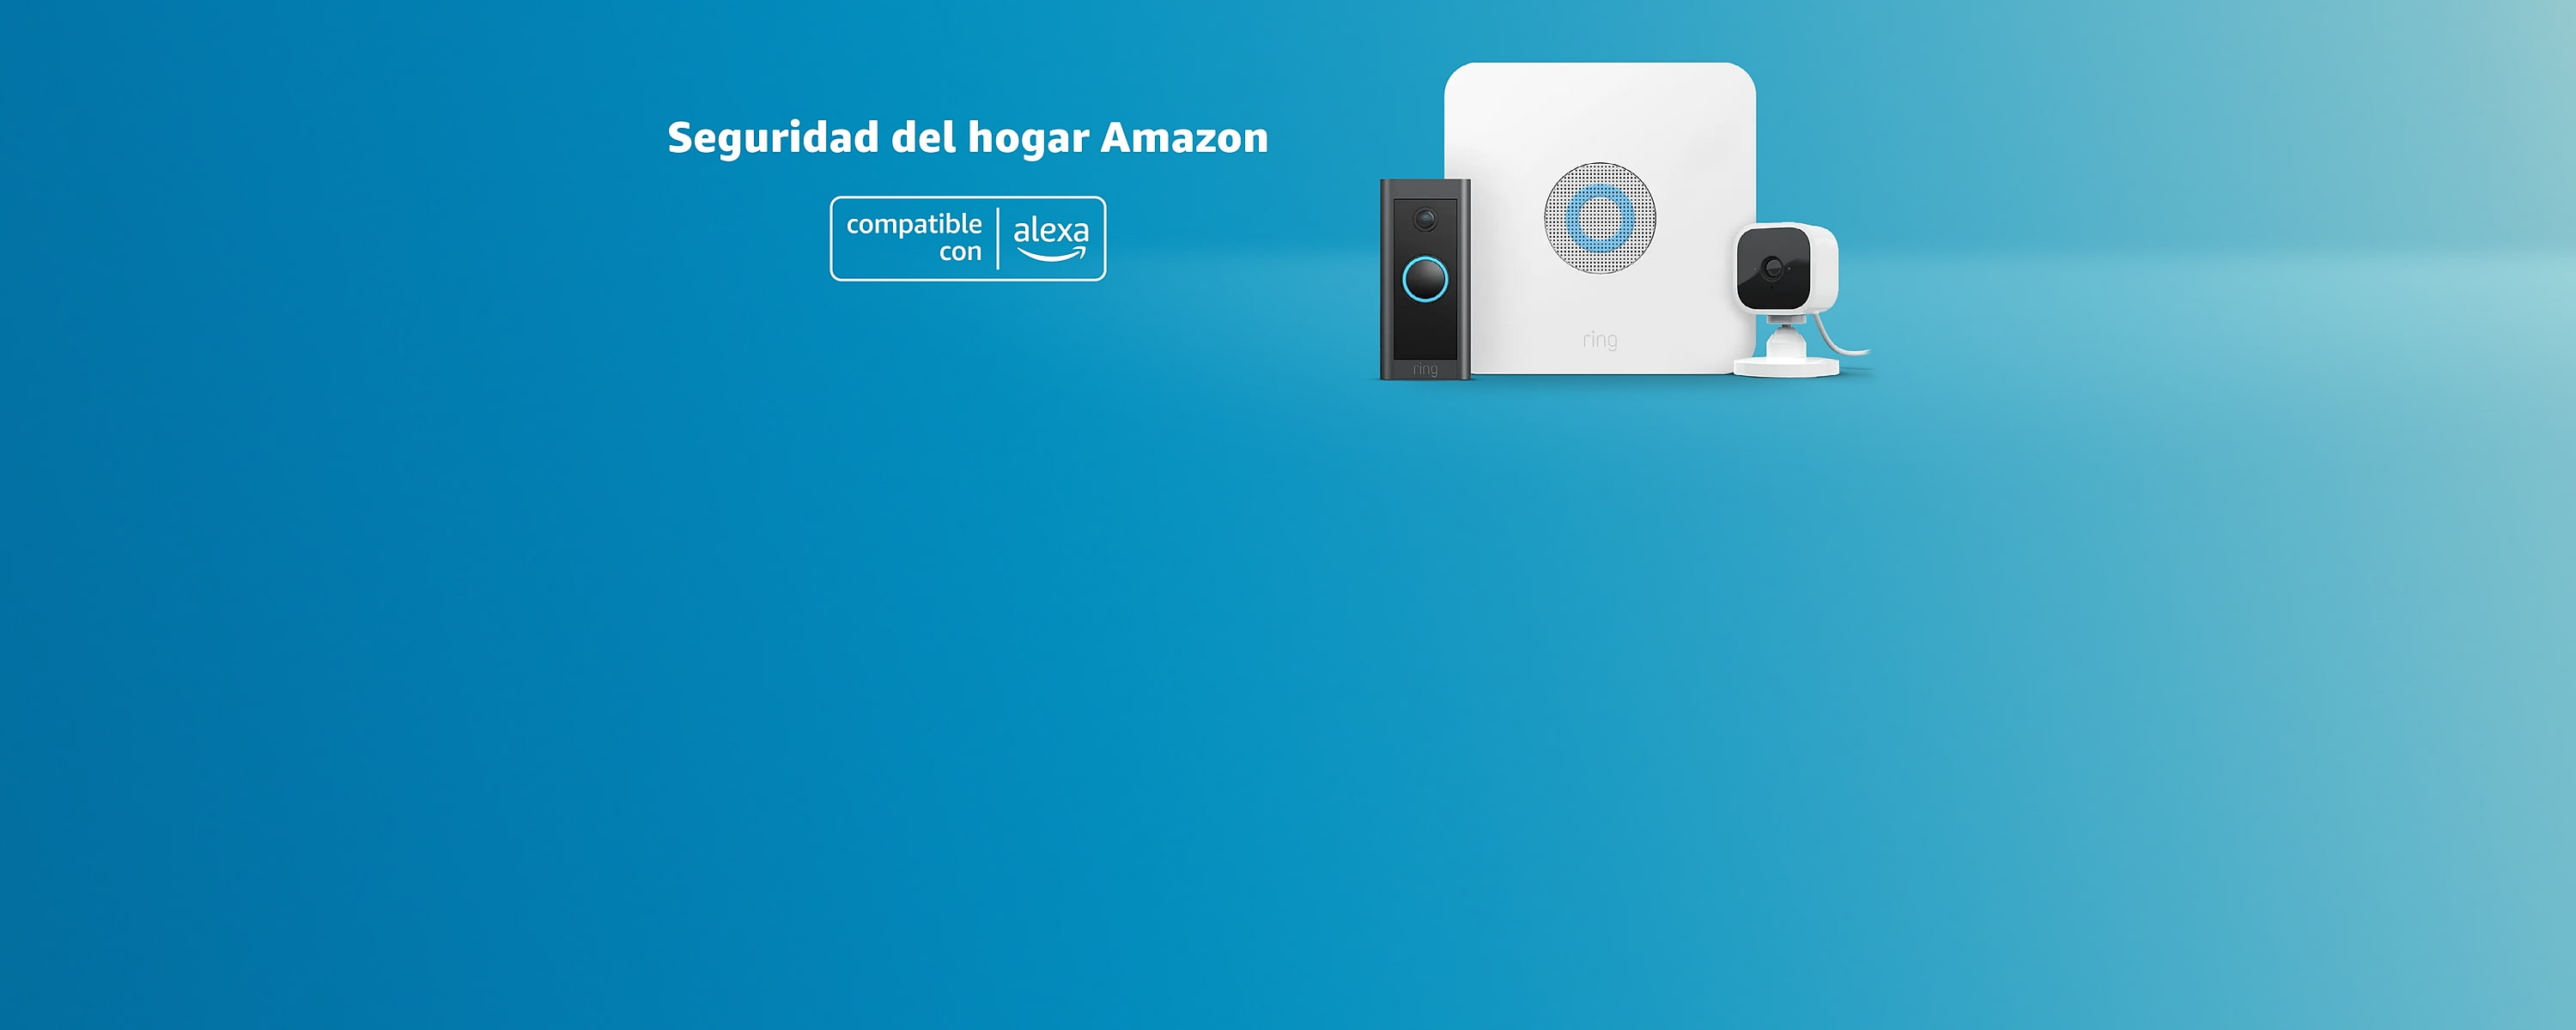 Seguridad del hogar Amazon
compatible
con
alexa
ring
ring